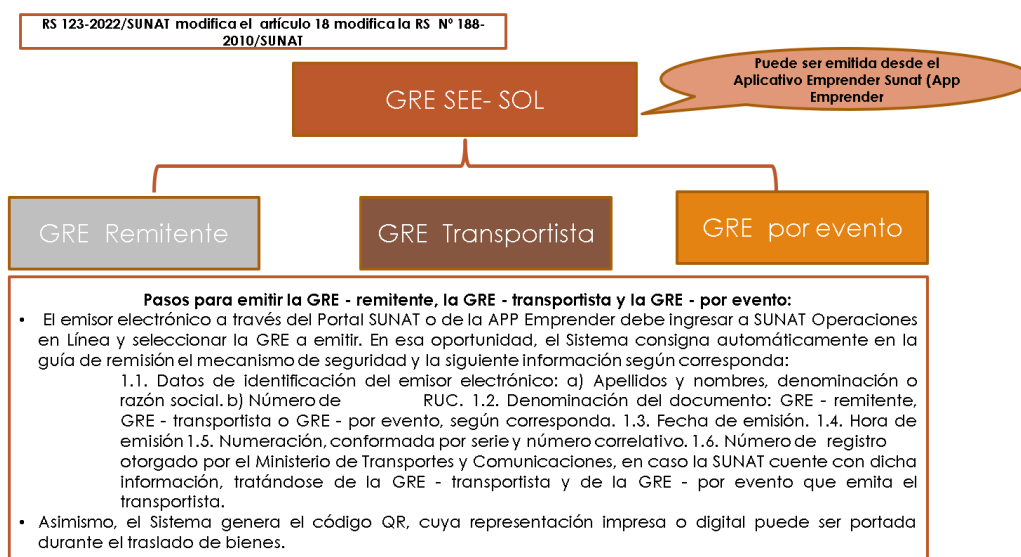 RS 123-2022/SUNAT modifica el artículo 18 modifica la RS Nº 188-
2010/SUNAT
Puede ser emitida desde el
Aplicativo Emprender Sunat (App
Emprender
GRE SEE- SOL
GRE Remitente
GRE Transportista
GRE por evento
Pasos para emitir la GRE - remitente, la GRE - transportista y la GRE - por evento:
• El emisor electrónico a través del Portal SUNAT o de la APP Emprender debe ingresar a SUNAT Operaciones
en Línea y seleccionar la GRE a emitir. En esa oportunidad, el Sistema consigna automáticamente en la
guía de remisión el mecanismo de seguridad y la siguiente información según corresponda:
1.1. Datos de identificación del emisor electrónico: a) Apellidos y nombres, denominación o
razón social. b) Número de RUC. 1.2. Denominación del documento: GRE - remitente,
GRE - transportista o GRE - por evento, según corresponda. 1.3. Fecha de emisión. 1.4. Hora de
emisión 1.5. Numeración, conformada por serie y número correlativo. 1.6. Número de registro
otorgado por el Ministerio de Transportes y Comunicaciones, en caso la SUNAT cuente con dicha
información, tratándose de la GRE - transportista y de la GRE - por evento que emita el
transportista.
• Asimismo, el Sistema genera el código QR, cuya representación impresa o digital puede ser portada
durante el traslado de bienes.